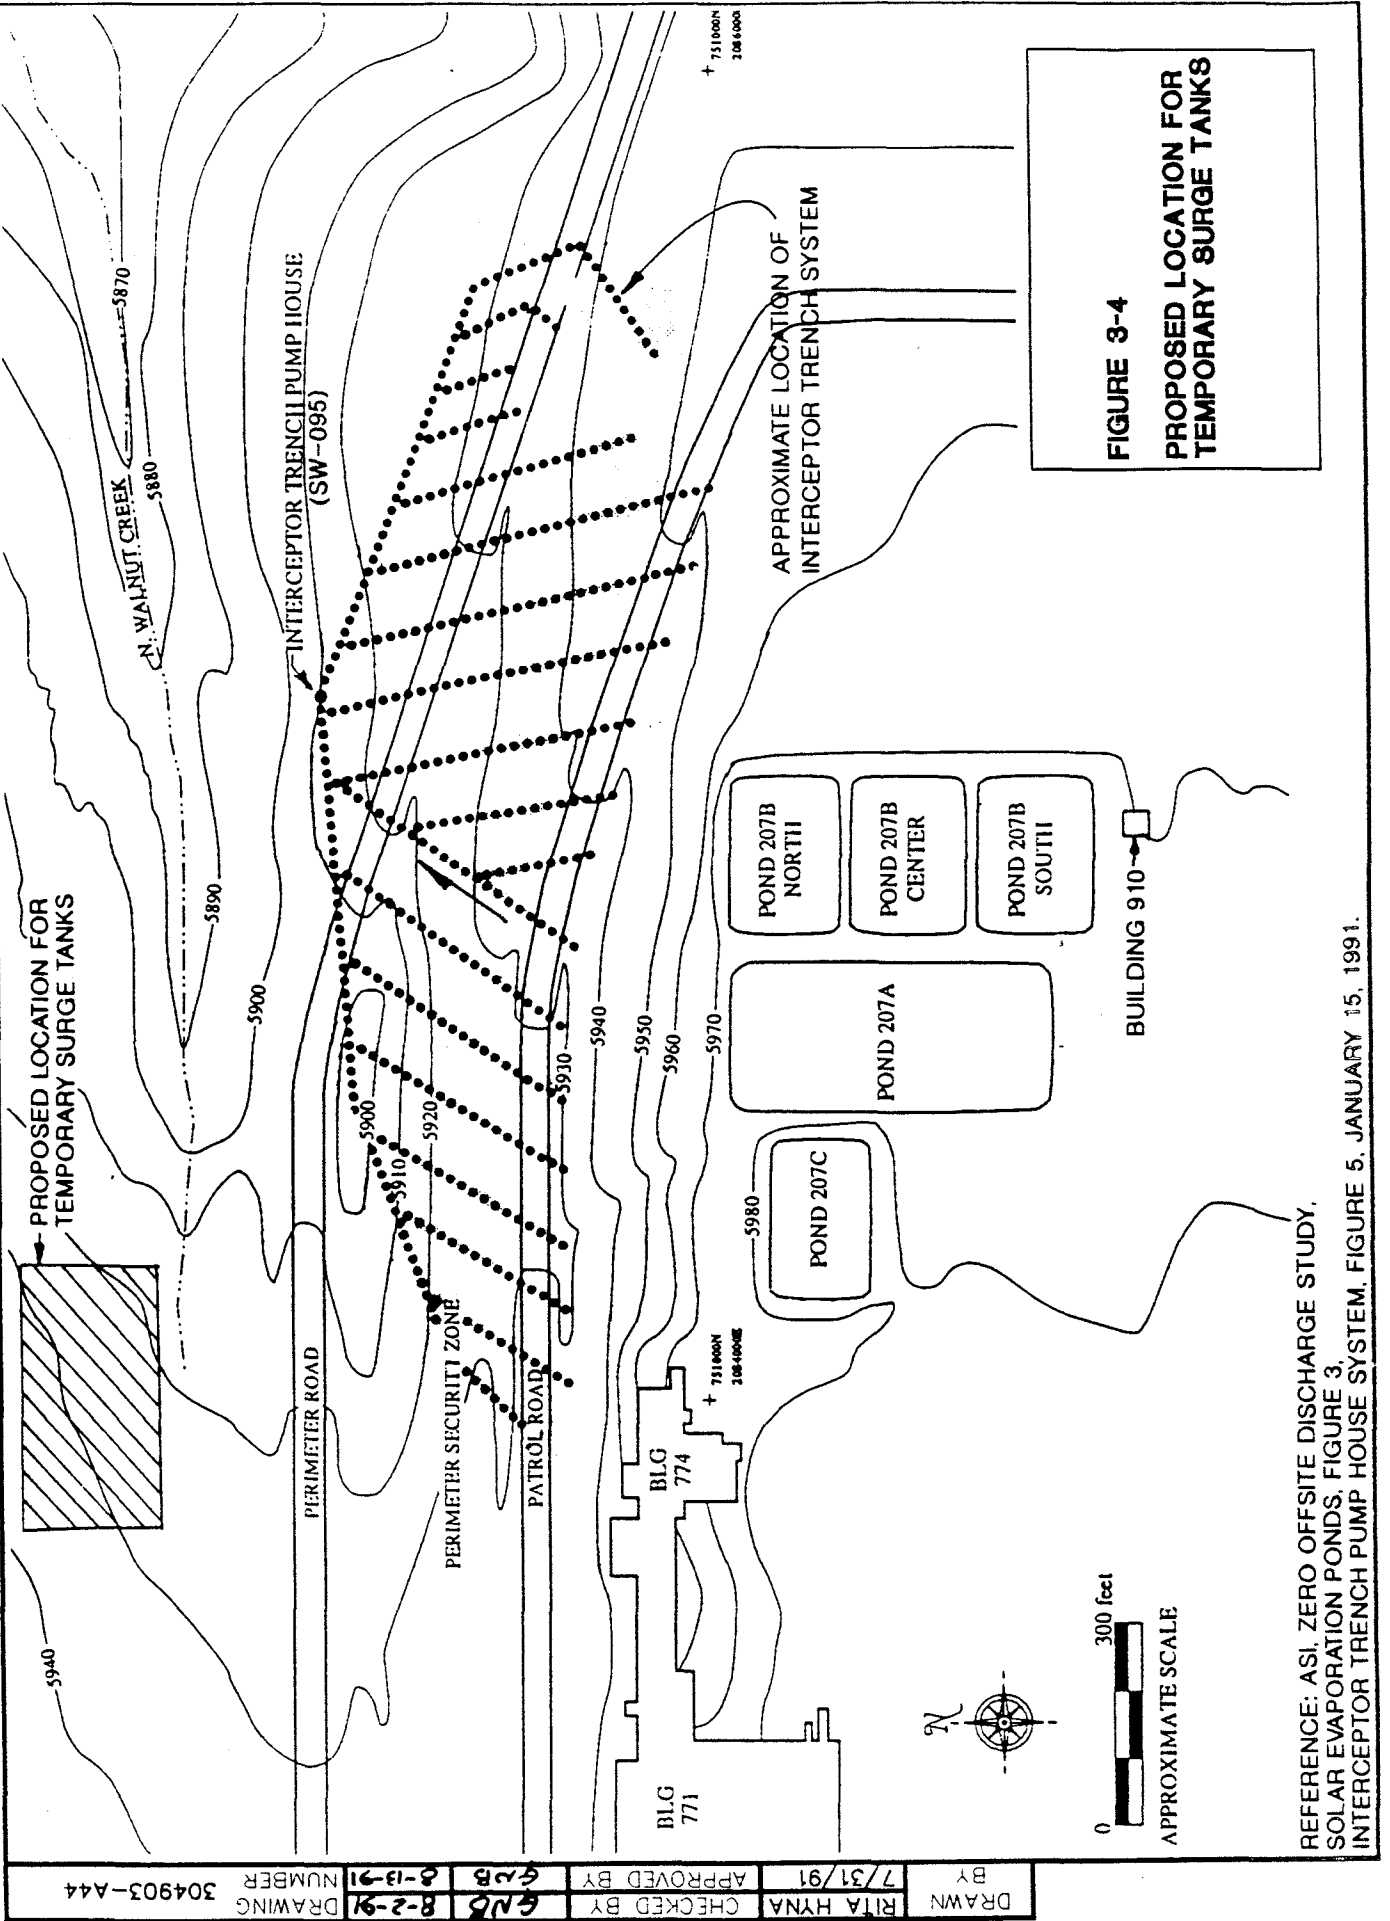 PROPOSED LOCATION FOR
TEMPORARY SURGE TANKS
5940
5890
5900
N. WALNUT CREEK
5880
5870
INTERCEPTOR TRENCH PUMP HOUSE
(SW-095)
PERIMETER ROAD
5900
5910
5920
PERIMETER SECURITY ZONE
PATROL ROAD
5930
5940
5950
5960
5970
5980
+ 751000N
2086000
+ 751000N
2084000E
APPROXIMATE LOCATION OF
INTERCEPTOR TRENCH SYSTEM
BLG
774
BLG
771
POND 207C
POND 207A
POND 207B
NORTH
POND 207B
CENTER
POND 207B
SOUTH
BUILDING 910
N
0
300 feet
APPROXIMATE SCALE
FIGURE 3-4
PROPOSED LOCATION FOR
TEMPORARY SURGE TANKS
REFERENCE: ASI, ZERO OFFSITE DISCHARGE STUDY,
SOLAR EVAPORATION PONDS, FIGURE 3,
INTERCEPTOR TRENCH PUMP HOUSE SYSTEM, FIGURE 5, JANUARY 15, 1991.
DRAWN
BY
RITA HYNA
7/31/91
CHECKED BY
APPROVED BY
GNB
GNB
8-2-91
8-13-91
DRAWING
NUMBER
304903-A44